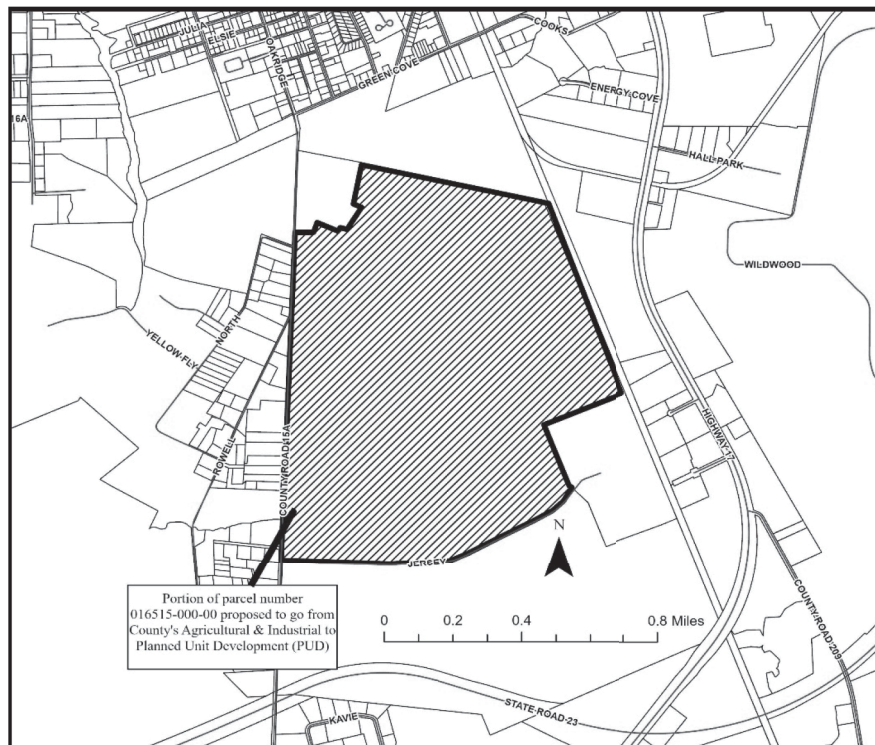 COOKS
JULIA
ELSIE
OAKRIDGE
GREEN COVE
ENERGY COVE
16A
HALL PARK
WILDWOOD
NORTH
YELLOW FLY
ROWELL
COUNTY ROAD 15A
HIGHWAY 17
N
JERSEY
Portion of parcel number
016515-000-00 proposed to go from
County's Agricultural & Industrial to
Planned Unit Development (PUD)
0 0.2 0.4 0.8 Miles
COUNTY ROAD 209
STATE ROAD 23
KAVIE